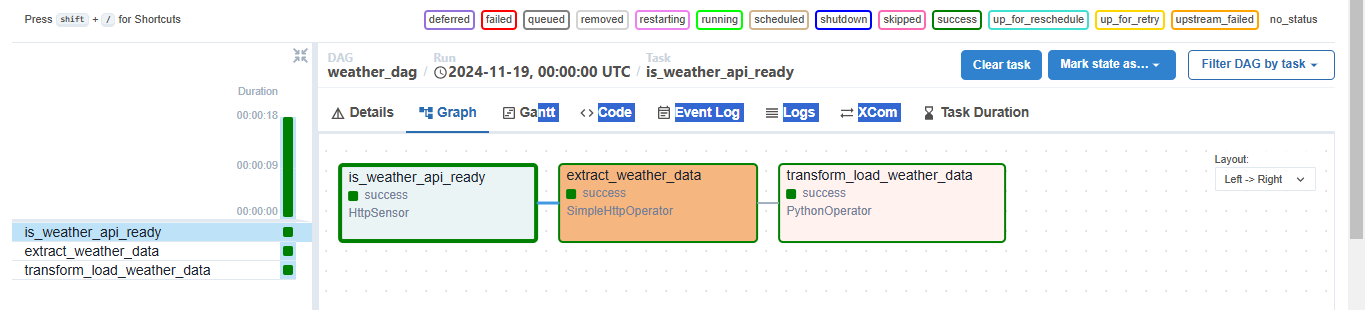 Press shift + / for Shortcuts
deferred failed queued removed restarting running scheduled shutdown skipped success up_for_reschedule up_for_retry upstream_failed no_status
DAG Run Task
weather_dag / 2024-11-19, 00:00:00 UTC / is_weather_api_ready
Clear task Mark state as… Filter DAG by task
Duration
00:00:18
00:00:09
00:00:00
is_weather_api_ready
extract_weather_data
transform_load_weather_data
Details Graph Gantt Code Event Log Logs XCom Task Duration
is_weather_api_ready
success
HttpSensor
extract_weather_data
success
SimpleHttpOperator
transform_load_weather_data
success
PythonOperator
Layout:
Left -> Right